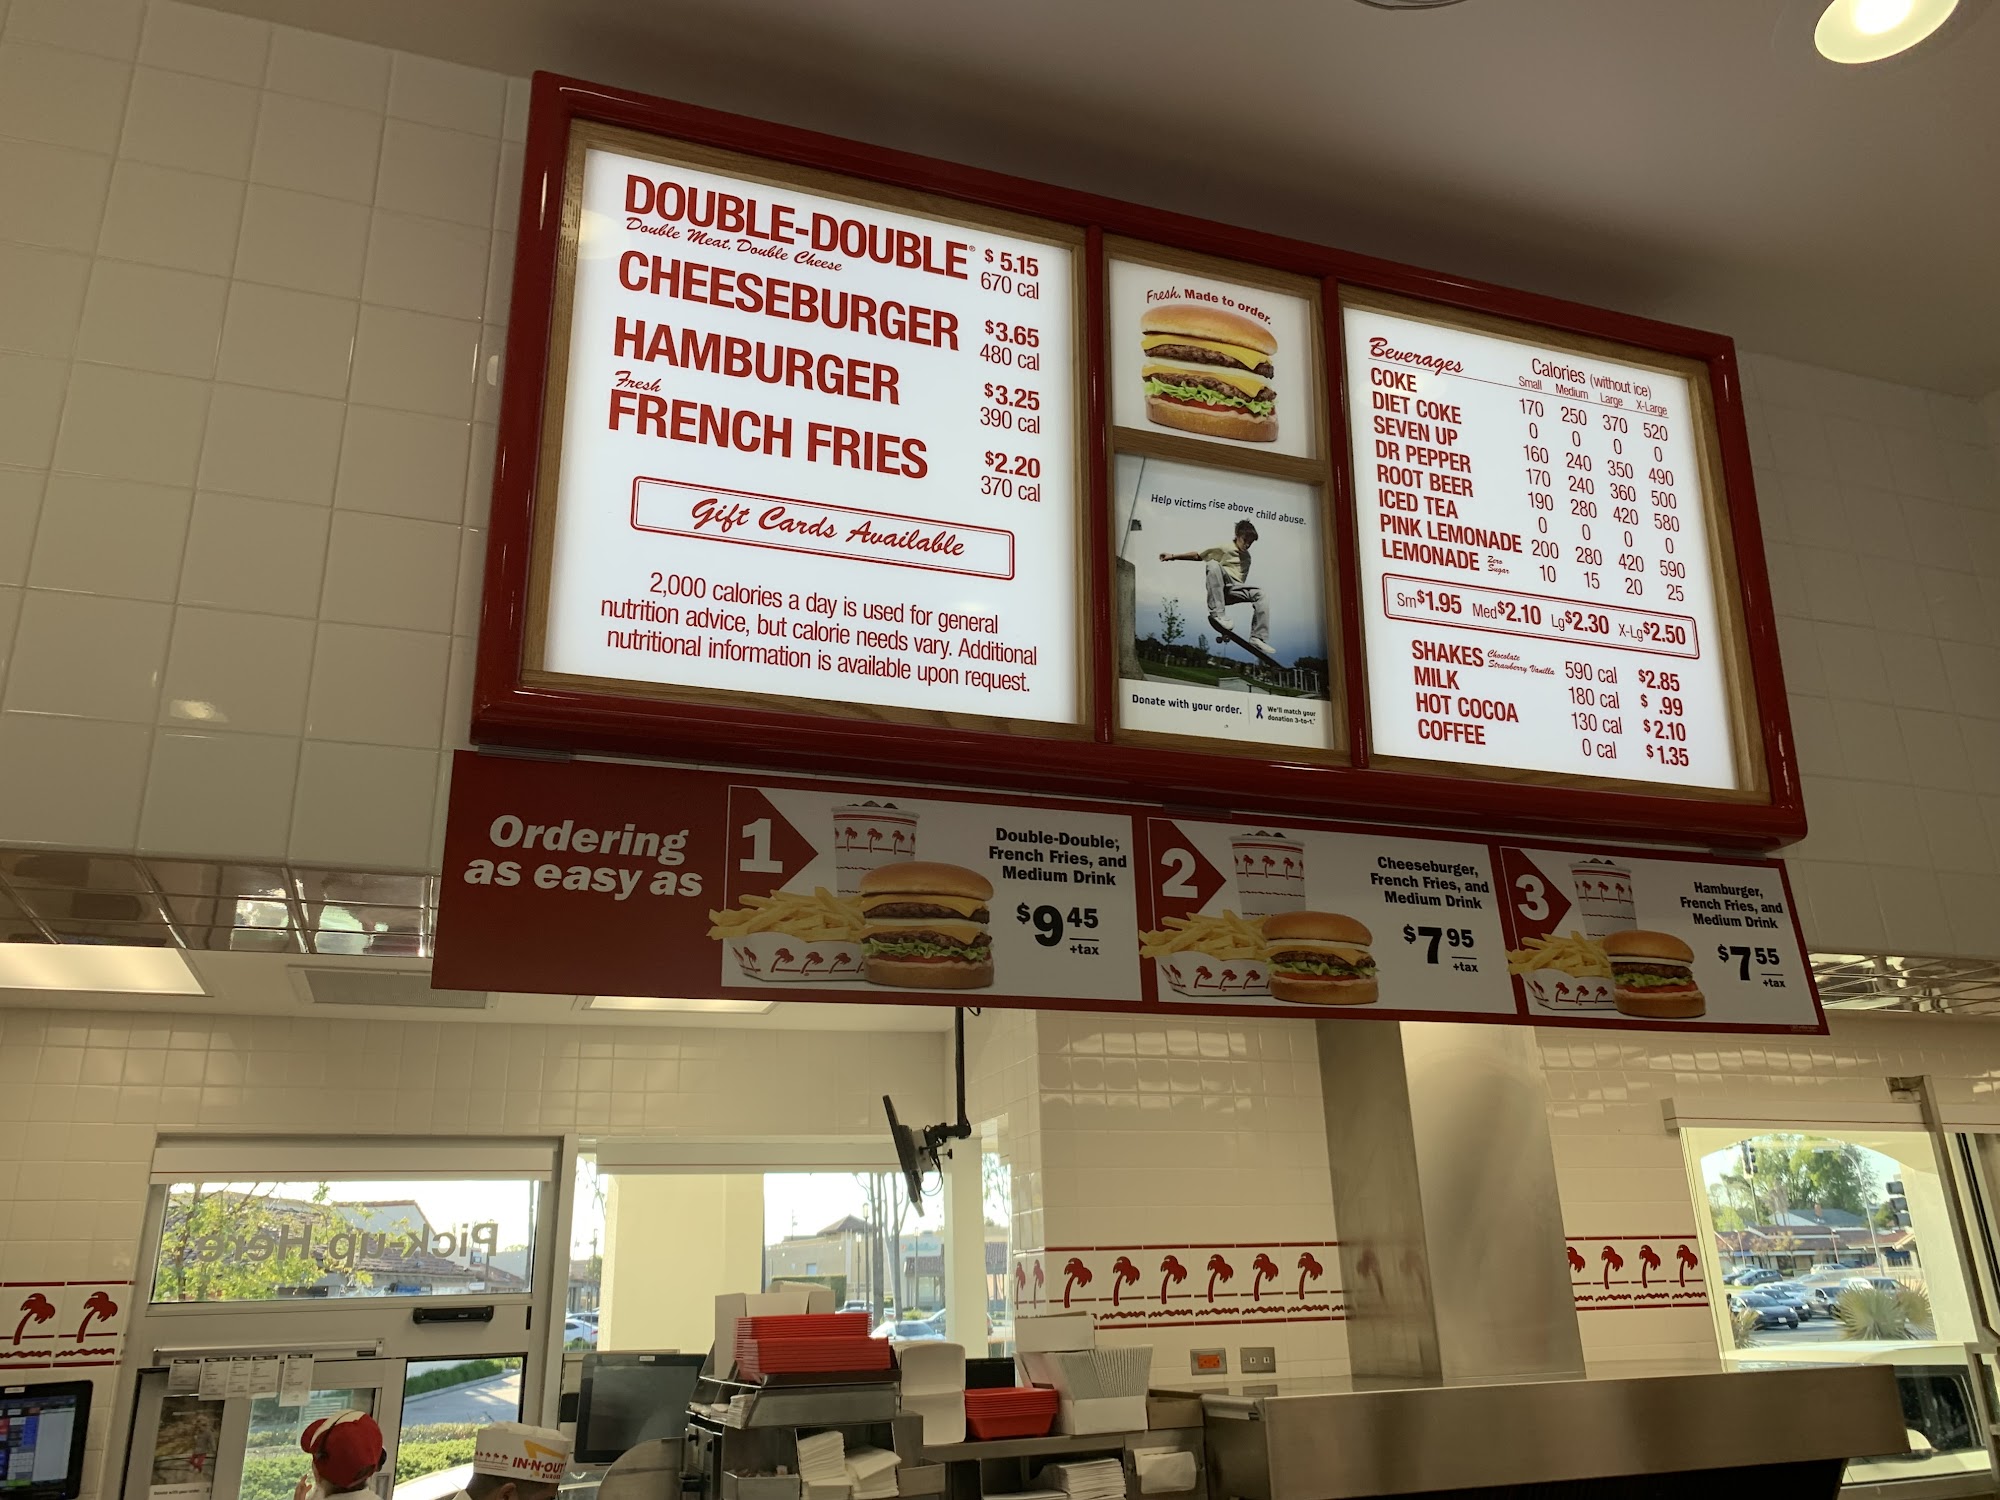 DOUBLE-DOUBLE® $5.15
Double Meat, Double Cheese 670 cal
CHEESEBURGER $3.65
480 cal
HAMBURGER $3.25
390 cal
Fresh
FRENCH FRIES $2.20
370 cal
Gift Cards Available
2,000 calories a day is used for general
nutrition advice, but calorie needs vary. Additional
nutritional information is available upon request.
Fresh. Made to order.
Help victims rise above child abuse.
Donate with your order.
We'll match your
donation 3-to-1.*
Beverages Calories (without ice)
Small Medium Large X-Large
COKE 170 250 370 520
DIET COKE 0 0 0 0
SEVEN UP 160 240 350 490
DR PEPPER 170 240 360 500
ROOT BEER 190 280 420 580
ICED TEA 0 0 0 0
PINK LEMONADE 200 280 420 590
LEMONADE Zero Sugar 10 15 20 25
Sm$1.95 Med$2.10 Lg$2.30 X-Lg$2.50
SHAKES Chocolate Strawberry Vanilla 590 cal $2.85
MILK 180 cal $ .99
HOT COCOA 130 cal $2.10
COFFEE 0 cal $1.35
Ordering
as easy as
1
Double-Double®,
French Fries, and
Medium Drink
$9 45
+tax
2
Cheeseburger,
French Fries, and
Medium Drink
$7 95
+tax
3
Hamburger,
French Fries, and
Medium Drink
$7 55
+tax
Pick-up Here
IN-N-OUT
BURGER